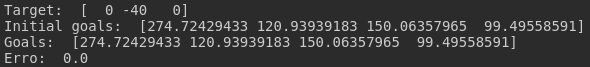 Target:  [  0 -40   0]
Initial goals:  [274.72429433 120.93939183 150.06357965  99.49558591]
Goals:  [274.72429433 120.93939183 150.06357965  99.49558591]
Erro:  0.0